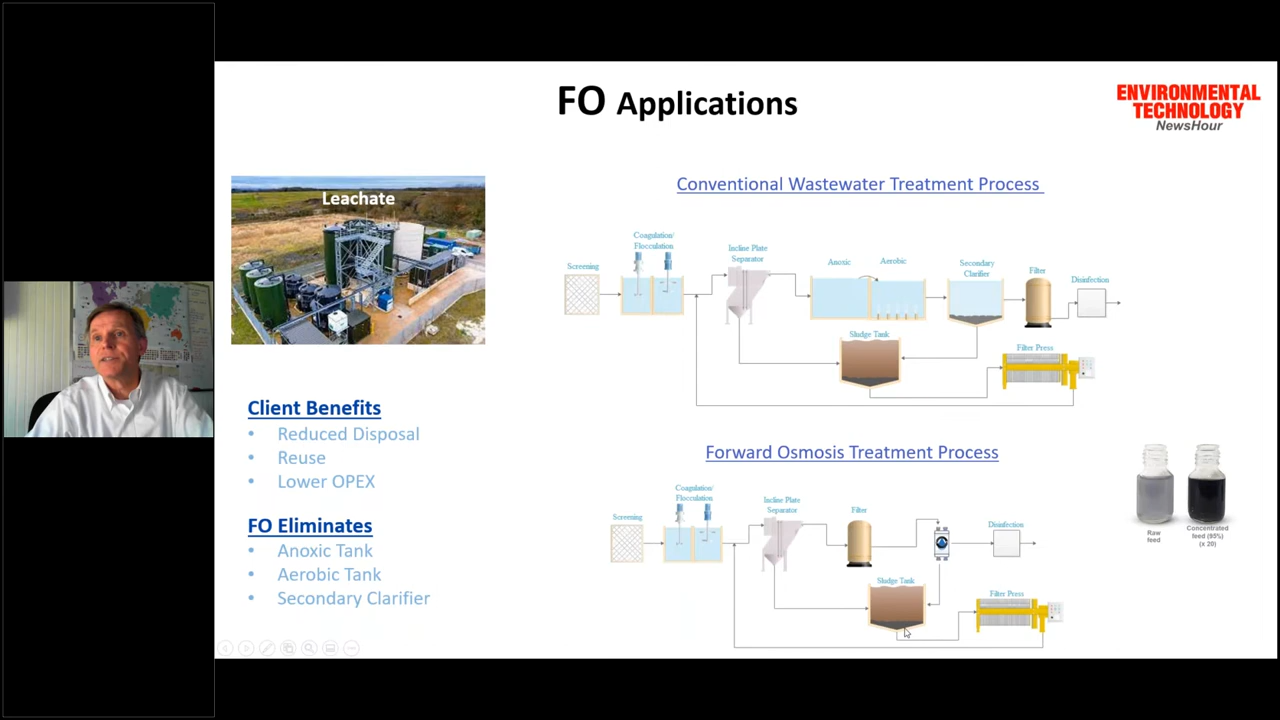 FO Applications
ENVIRONMENTAL
TECHNOLOGY
NewsHour
Leachate
Client Benefits
• Reduced Disposal
• Reuse
• Lower OPEX
FO Eliminates
• Anoxic Tank
• Aerobic Tank
• Secondary Clarifier
Conventional Wastewater Treatment Process
Screening
Coagulation/
Flocculation
Incline Plate
Separator
Anoxic
Aerobic
Secondary
Clarifier
Filter
Disinfection
Sludge Tank
Filter Press
Forward Osmosis Treatment Process
Screening
Coagulation/
Flocculation
Incline Plate
Separator
Filter
Disinfection
Sludge Tank
Filter Press
Raw
feed
Concentrated
feed (95%)
(x 20)